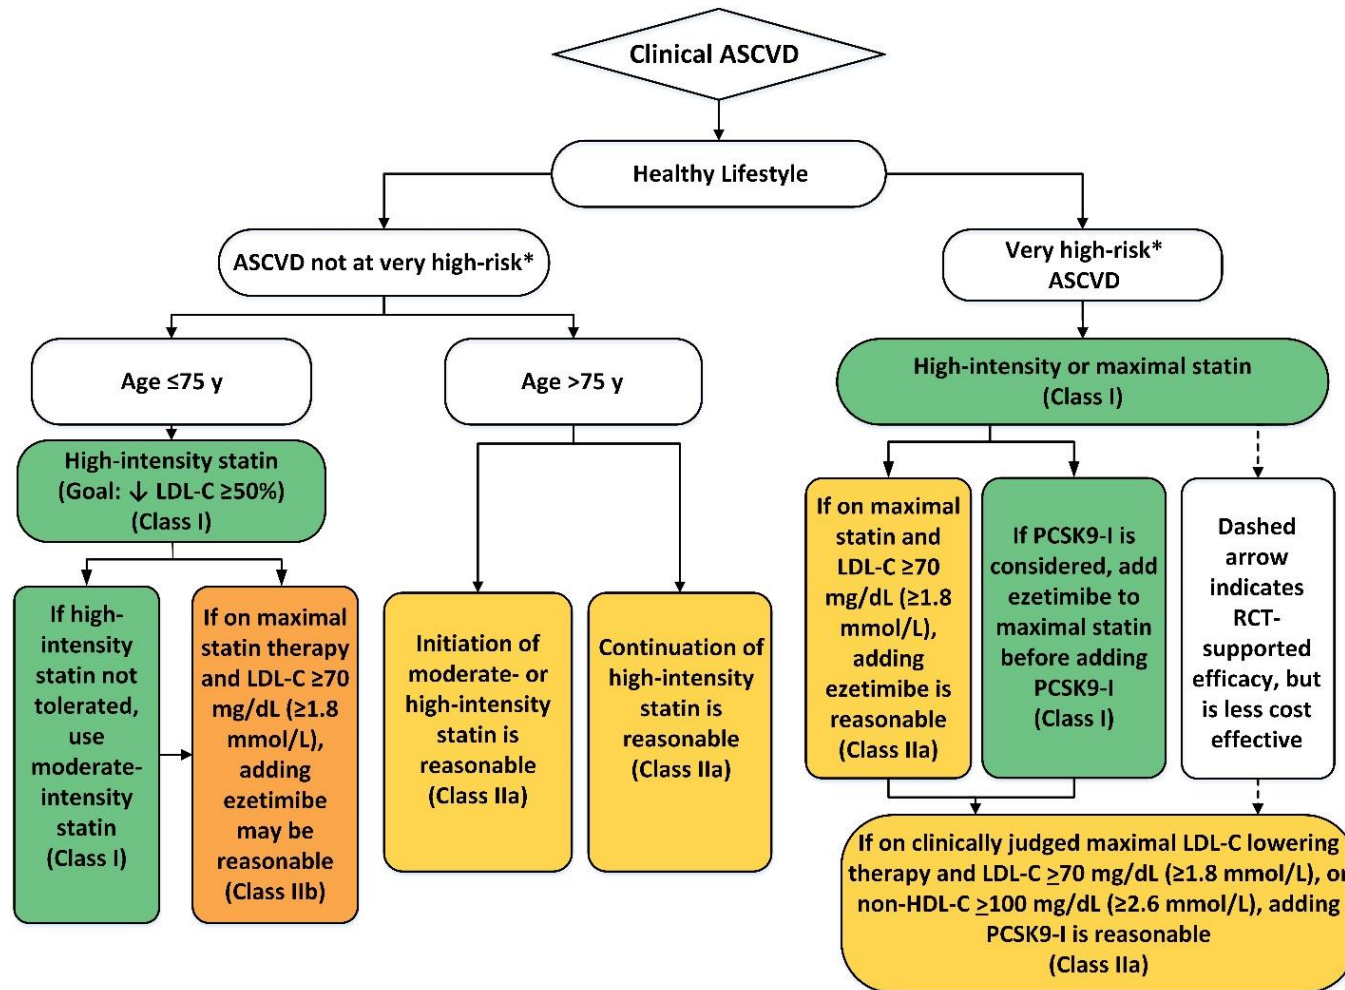 Clinical ASCVD
Healthy Lifestyle
ASCVD not at very high-risk*
Very high-risk*
ASCVD
Age ≤75 y
Age >75 y
High-intensity or maximal statin
(Class I)
High-intensity statin
(Goal: ↓ LDL-C ≥50%)
(Class I)
If high-
intensity
statin not
tolerated,
use
moderate-
intensity
statin
(Class I)
If on maximal
statin therapy
and LDL-C ≥70
mg/dL (≥1.8
mmol/L),
adding
ezetimibe
may be
reasonable
(Class IIb)
Initiation of
moderate- or
high-intensity
statin is
reasonable
(Class IIa)
Continuation of
high-intensity
statin is
reasonable
(Class IIa)
If on maximal
statin and
LDL-C ≥70
mg/dL (≥1.8
mmol/L),
adding
ezetimibe is
reasonable
(Class IIa)
If PCSK9-I is
considered, add
ezetimibe to
maximal statin
before adding
PCSK9-I
(Class I)
Dashed
arrow
indicates
RCT-
supported
efficacy, but
is less cost
effective
If on clinically judged maximal LDL-C lowering
therapy and LDL-C ≥70 mg/dL (≥1.8 mmol/L), or
non-HDL-C ≥100 mg/dL (≥2.6 mmol/L), adding
PCSK9-I is reasonable
(Class IIa)